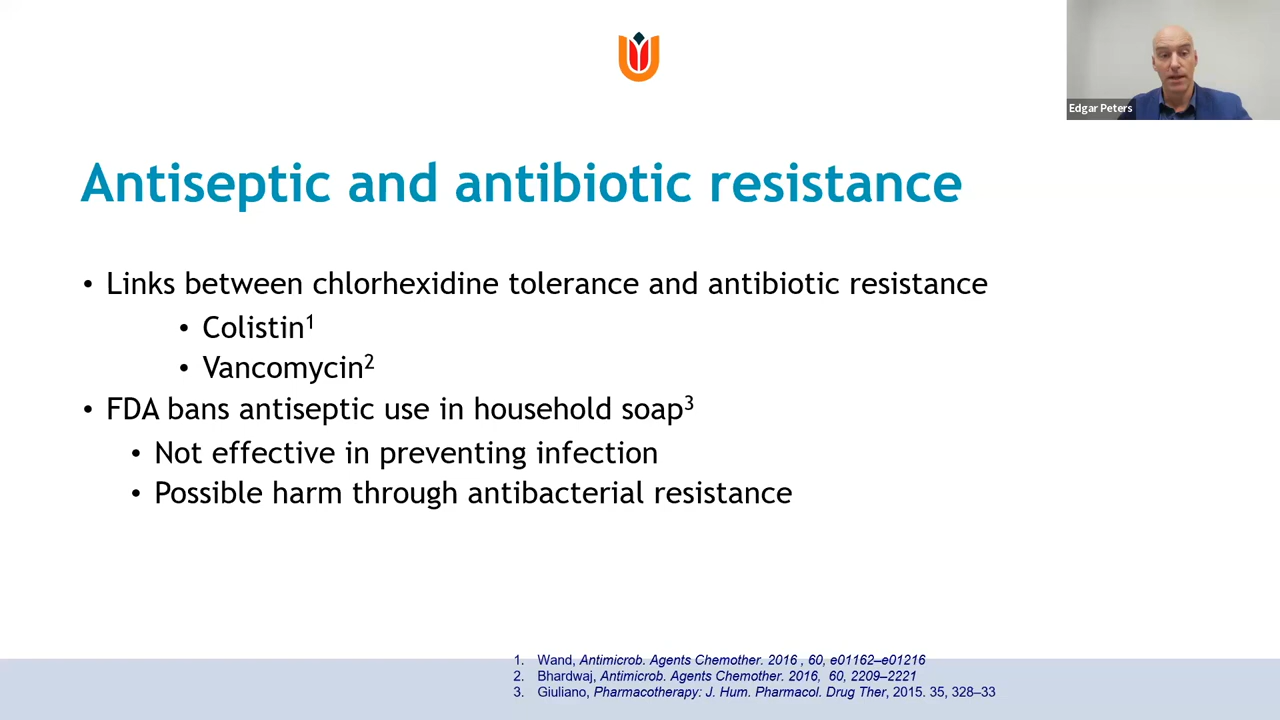 Edgar Peters
Antiseptic and antibiotic resistance
• Links between chlorhexidine tolerance and antibiotic resistance
• Colistin1
• Vancomycin2
• FDA bans antiseptic use in household soap3
• Not effective in preventing infection
• Possible harm through antibacterial resistance
1. Wand, Antimicrob. Agents Chemother. 2016 , 60, e01162–e01216
2. Bhardwaj, Antimicrob. Agents Chemother. 2016, 60, 2209–2221
3. Giuliano, Pharmacotherapy: J. Hum. Pharmacol. Drug Ther, 2015. 35, 328–33